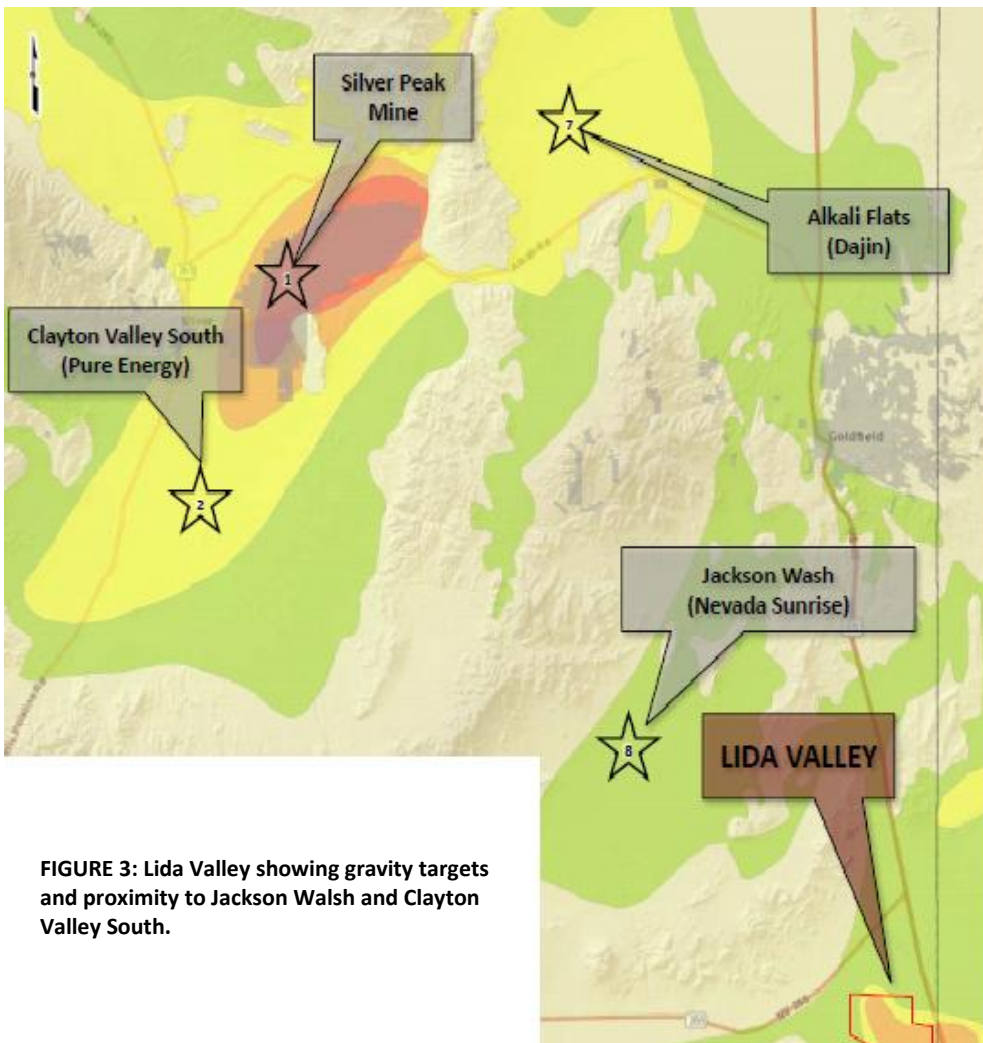 Silver Peak
Mine
7
Alkali Flats
(Dajin)
1
Clayton Valley South
(Pure Energy)
Goldfield
2
Jackson Wash
(Nevada Sunrise)
8
LIDA VALLEY
FIGURE 3: Lida Valley showing gravity targets
and proximity to Jackson Walsh and Clayton
Valley South.